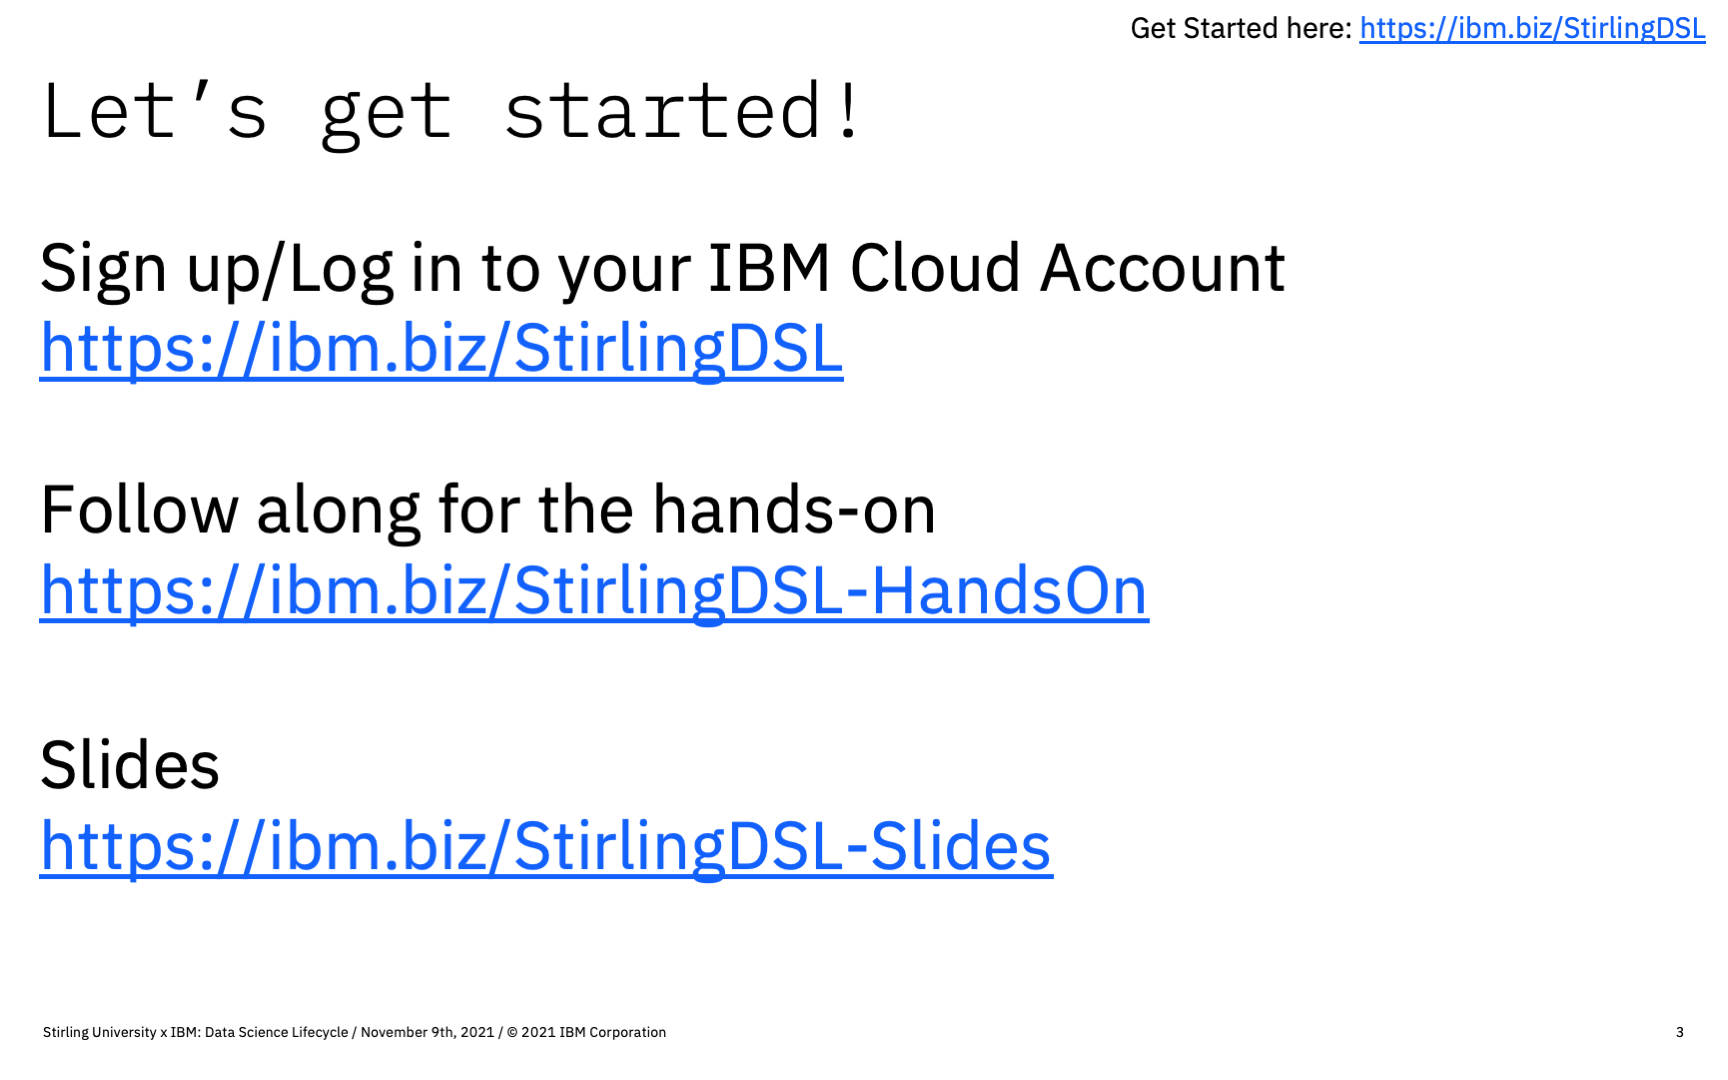 Get Started here: https://ibm.biz/StirlingDSL
Let’s get started!
Sign up/Log in to your IBM Cloud Account
https://ibm.biz/StirlingDSL
Follow along for the hands-on
https://ibm.biz/StirlingDSL-HandsOn
Slides
https://ibm.biz/StirlingDSL-Slides
Stirling University x IBM: Data Science Lifecycle / November 9th, 2021 / © 2021 IBM Corporation
3